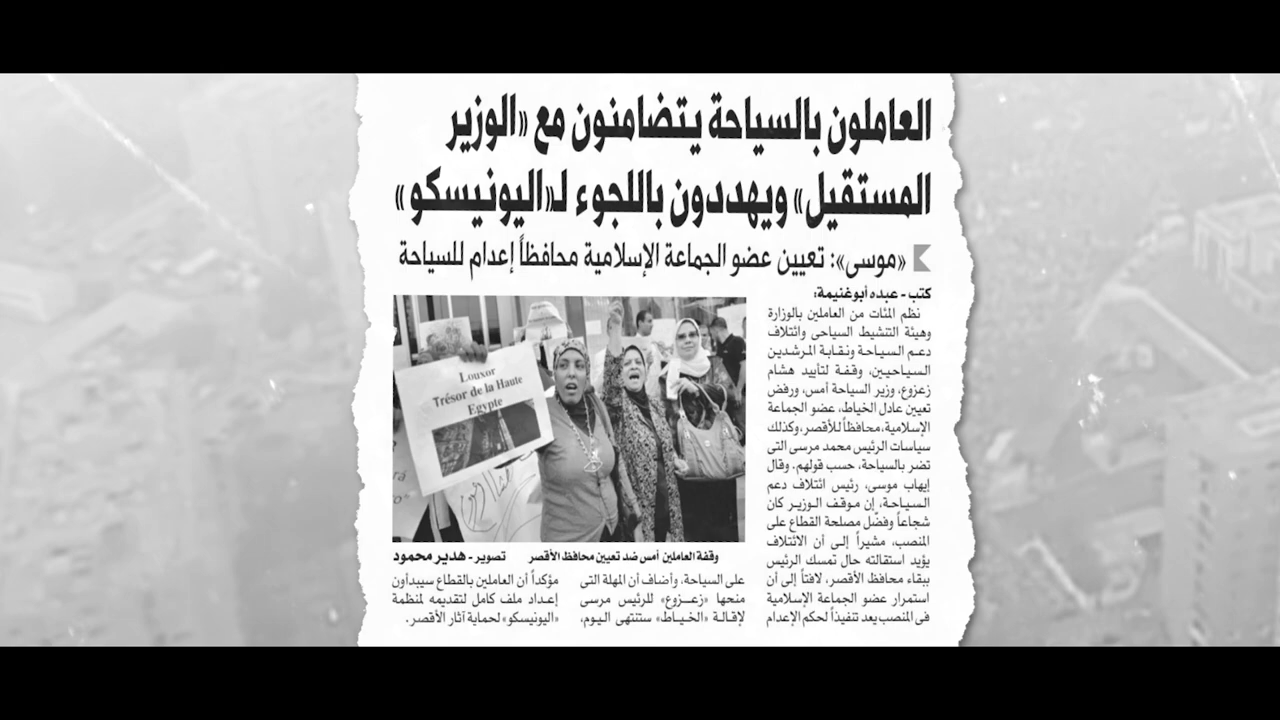 العاملون بالسياحة يتضامنون مع «الوزير
المستقيل» ويهددون باللجوء لـ«اليونيسكو»
«موسى»: تعيين عضو الجماعة الإسلامية محافظاً إعدام للسياحة
كتب - عبده أبوغنيمة:
نظم المئات من العاملين بالوزارة
وهيئة التنشيط السياحى وائتلاف
دعم السياحة ونقابة المرشدين
السياحيين، وقفة لتأييد هشام
زعزوع، وزير السياحة أمس، ورفض
تعيين عادل الخياط، عضو الجماعة
الإسلامية، محافظاً للأقصر، وكذلك
سياسات الرئيس محمد مرسى التى
تضر بالسياحة، حسب قولهم. وقال
إيهاب موسى، رئيس ائتلاف دعم
السياحة، إن موقف الوزير كان
شجاعاً وفضل مصلحة القطاع على
المنصب، مشيراً إلى أن الائتلاف
يؤيد استقالته حال تمسك الرئيس
ببقاء محافظ الأقصر، لافتاً إلى أن
استمرار عضو الجماعة الإسلامية
فى المنصب يعد تنفيذاً لحكم الإعدام
Louxor
Trésor de la Haute
Egypte
وقفة العاملين أمس ضد تعيين محافظ الأقصر
تصوير - هدير محمود
على السياحة، وأضاف أن المهلة التى
منحها «زعزوع» للرئيس مرسى
لإقالة «الخياط» ستنتهى اليوم،
مؤكداً أن العاملين بالقطاع سيبدأون
إعداد ملف كامل لتقديمه لمنظمة
«اليونيسكو» لحماية آثار الأقصر.